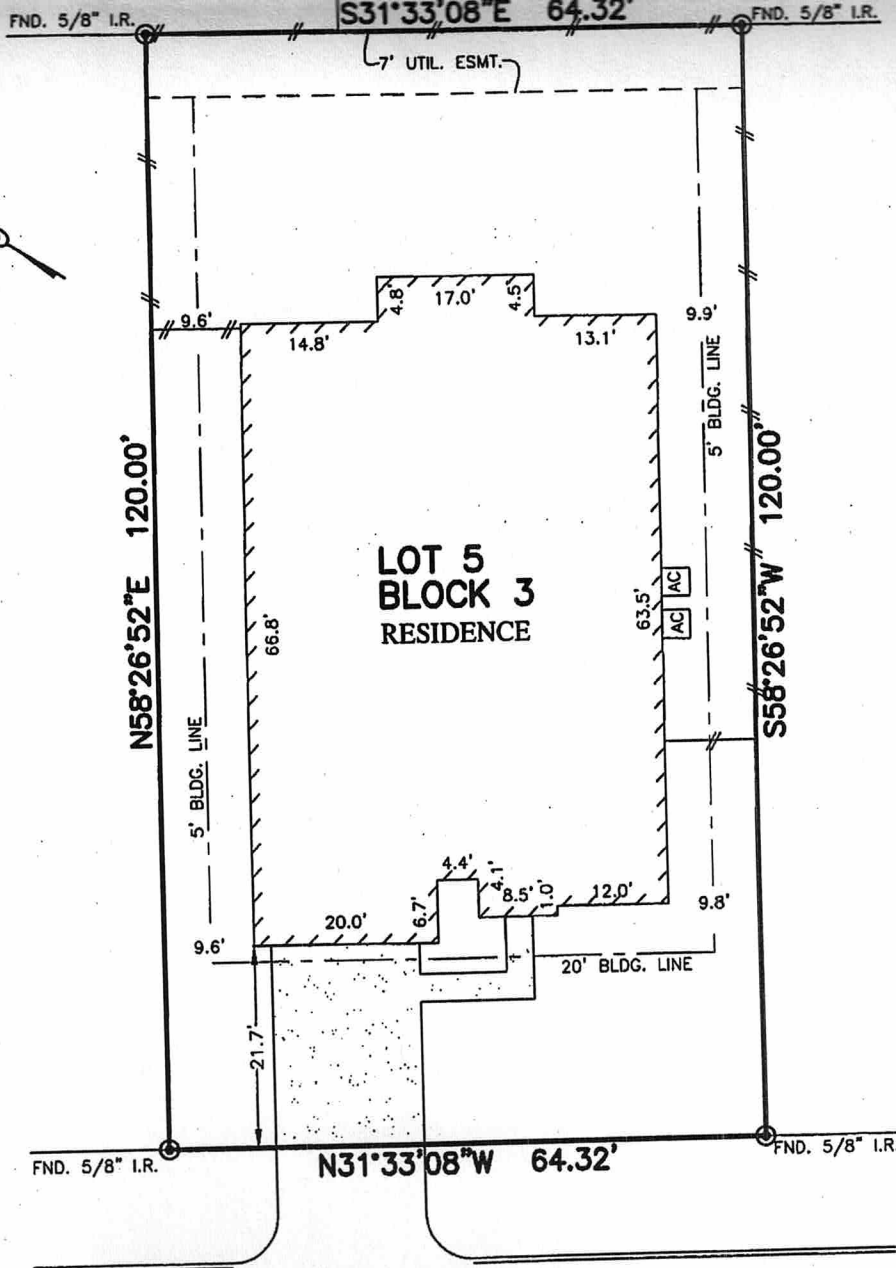 S31°33'08"E 64.32'
FND. 5/8" I.R.
FND. 5/8" I.R.
7' UTIL. ESMT.
4.8'
17.0'
4.5'
9.6'
9.9'
14.8'
13.1'
5' BLDG. LINE
N58°26'52"E 120.00'
S58°26'52"W 120.00'
LOT 5
BLOCK 3
RESIDENCE
AC
AC
66.8'
63.5'
5' BLDG. LINE
4.4'
4.1'
8.5'
1.0'
12.0'
6.7'
20.0'
9.8'
9.6'
20' BLDG. LINE
21.7'
FND. 5/8" I.R.
N31°33'08"W 64.32'
FND. 5/8" I.R.